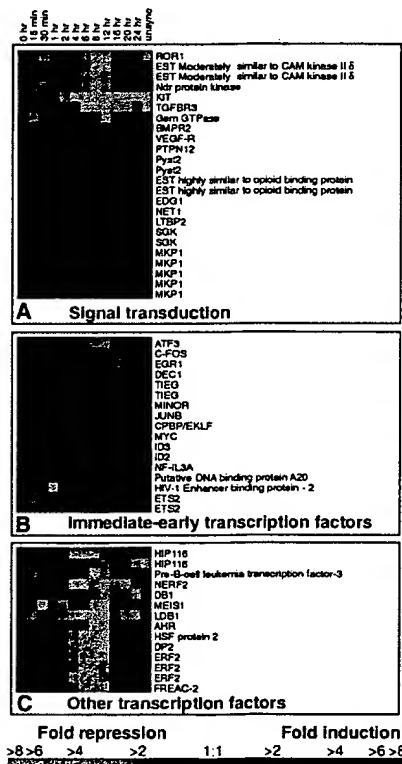 0 hr
15 min
30 min
1 hr
2 hr
4 hr
6 hr
8 hr
12 hr
16 hr
20 hr
24 hr
unsync
ROR1
EST Moderately similar to CAM kinase II δ
EST Moderately similar to CAM kinase II δ
Ndr protein kinase
KIT
TGFBR3
Gem GTPase
BMPR2
VEGF-R
PTPN12
Pyst2
Pyst2
EST highly similar to opioid binding protein
EST highly similar to opioid binding protein
EDG1
NET1
LTBP2
SGK
SGK
MKP1
MKP1
MKP1
MKP1
MKP1
A Signal transduction
ATF3
C-FOS
EGR1
DEC1
TIEG
TIEG
MINOR
JUNB
CPBP/EKLF
MYC
ID3
ID2
NF-IL3A
Putative DNA binding protein A20
HIV-1 Enhancer binding protein - 2
ETS2
ETS2
B Immediate-early transcription factors
HIP116
HIP116
Pre-B-cell leukemia transcription factor-3
NERF2
DB1
MEIS1
LDB1
AHR
HSF protein 2
DP2
ERF2
ERF2
ERF2
FREAC-2
C Other transcription factors
Fold repression Fold induction
>8 >6 >4 >2 1:1 >2 >4 >6 >8